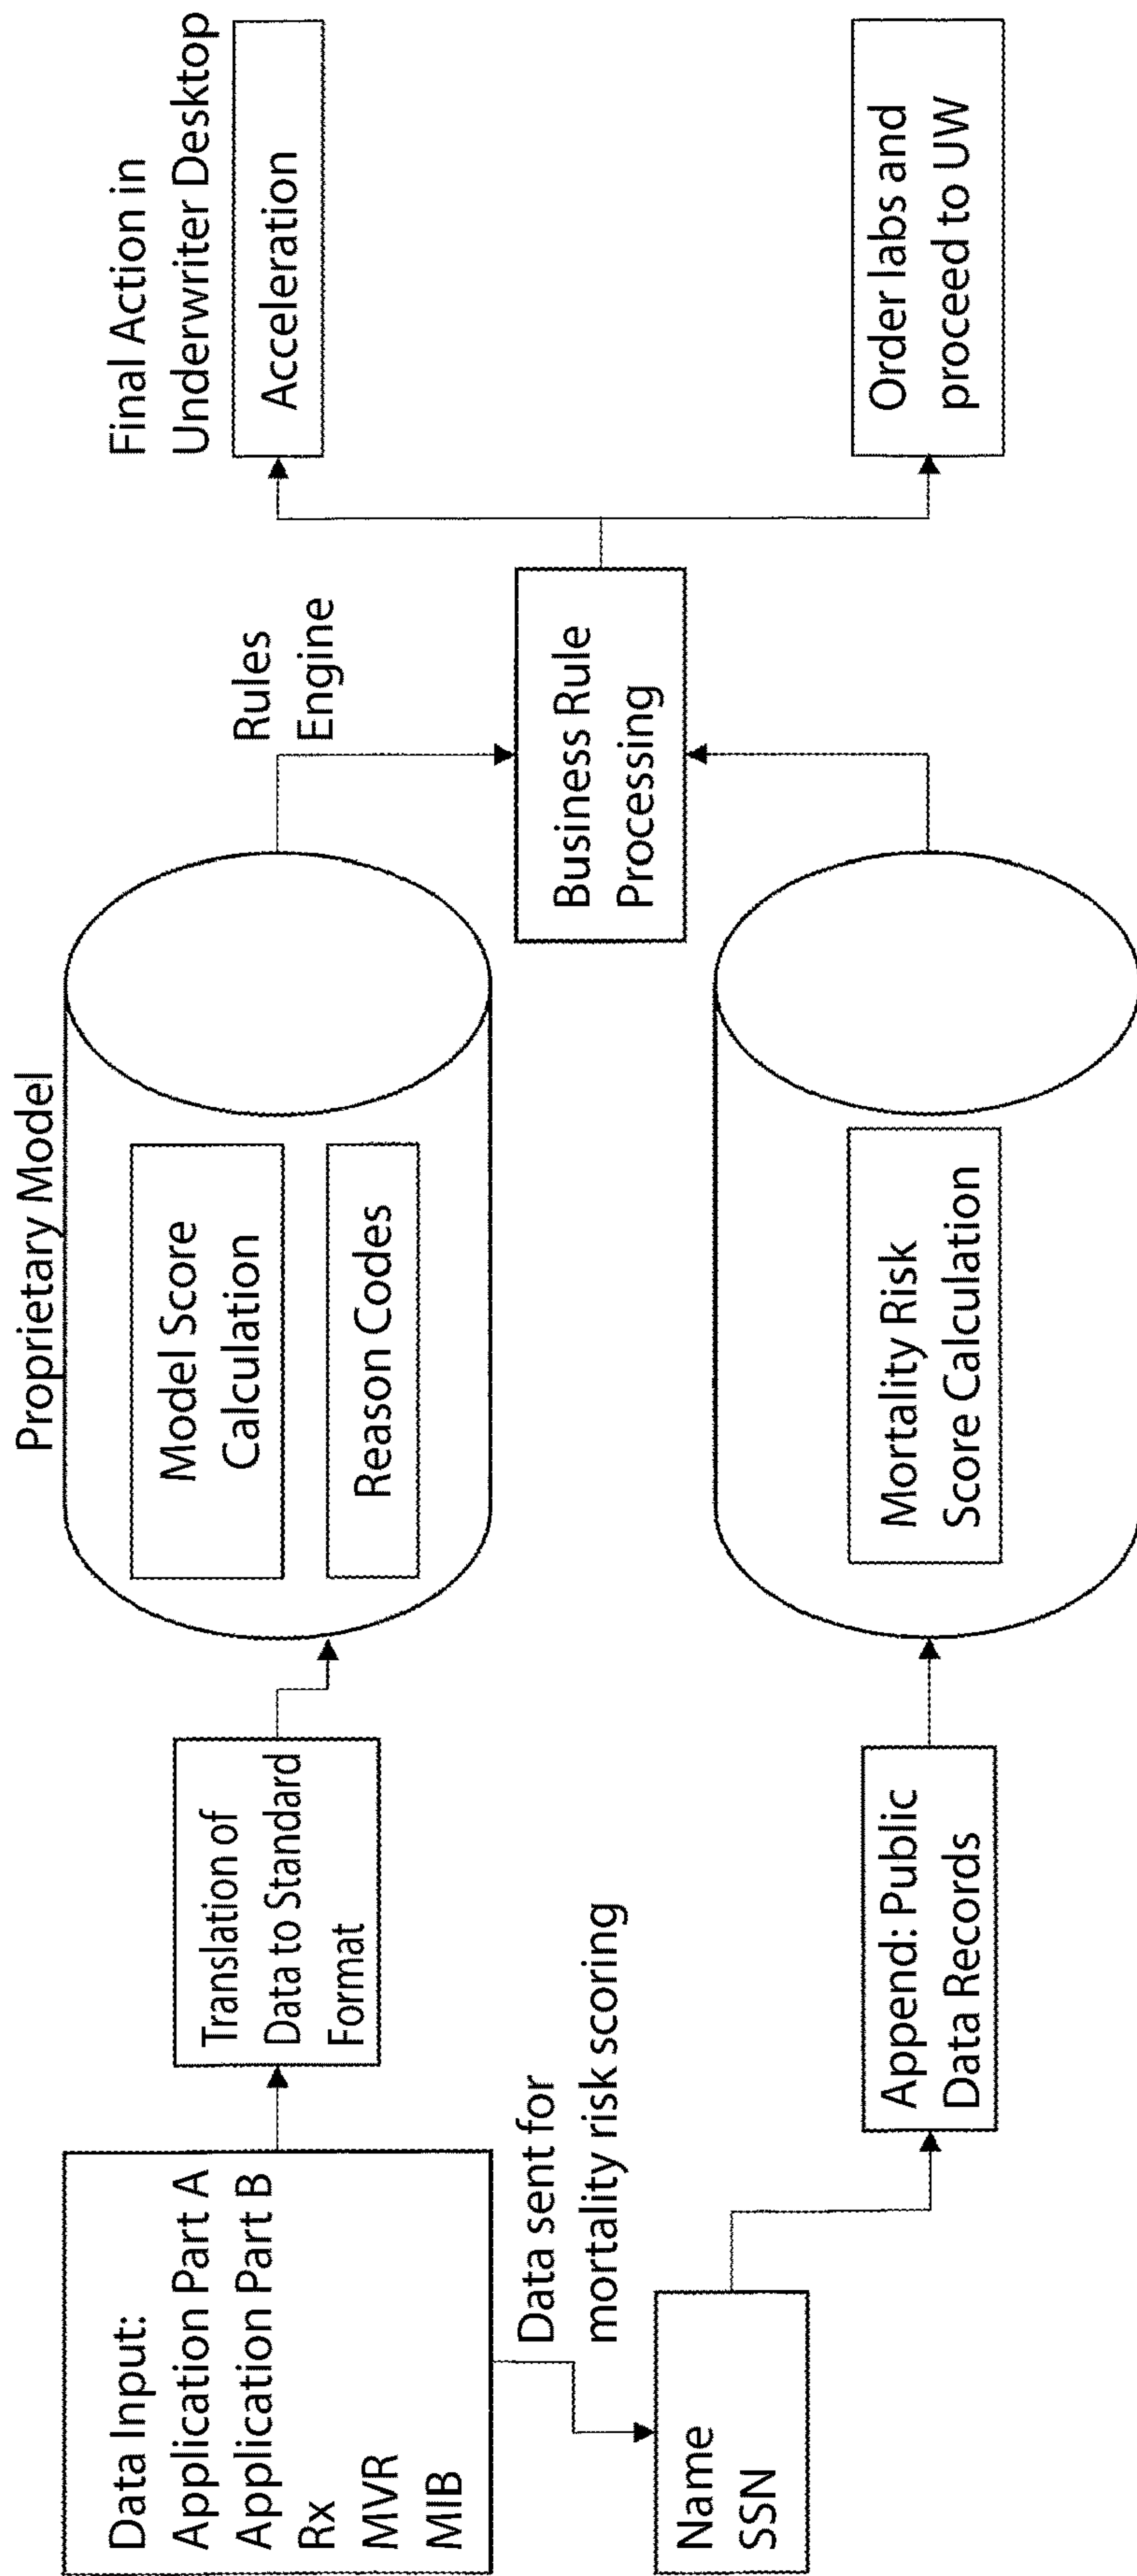 Data Input:
Application Part A
Application Part B
Rx
MVR
MIB
Data sent for
mortality risk scoring
Name
SSN
Translation of
Data to Standard
Format
Append: Public
Data Records
Proprietary Model
Model Score
Calculation
Reason Codes
Mortality Risk
Score Calculation
Rules
Engine
Business Rule
Processing
Final Action in
Underwriter Desktop
Acceleration
Order labs and
proceed to UW